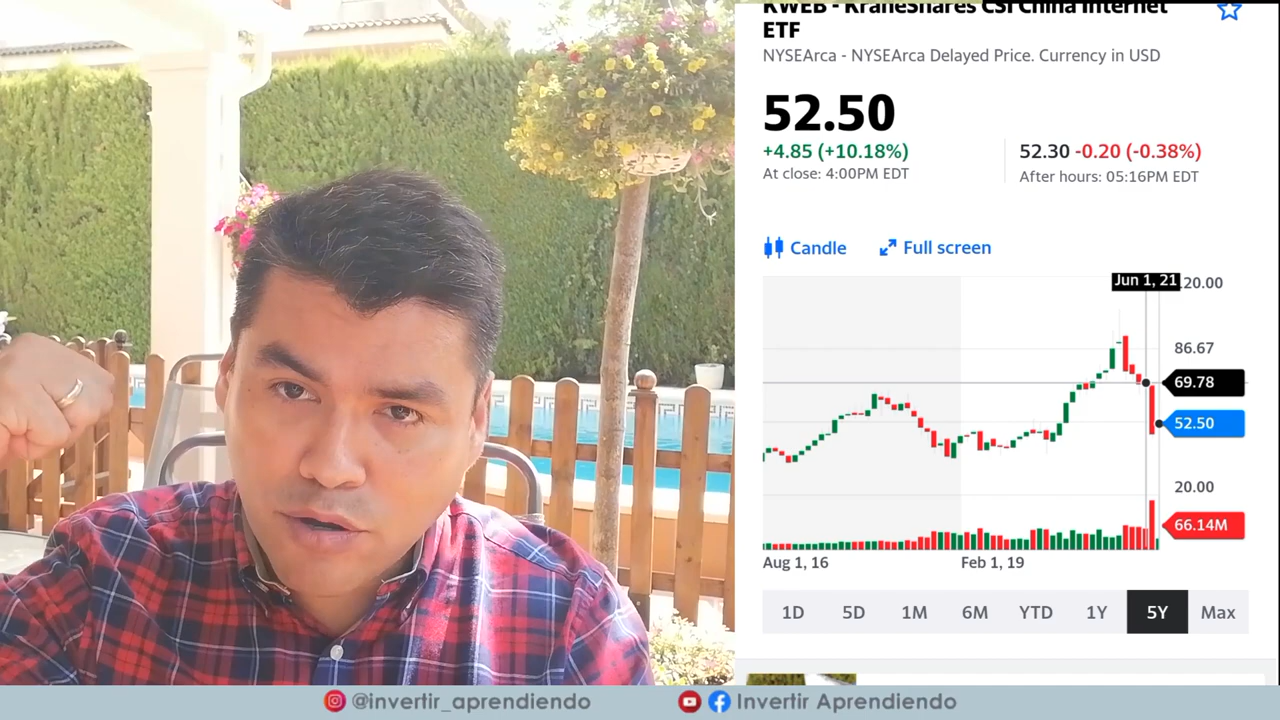 KWEB - KraneShares CSI China Internet
ETF
NYSEArca - NYSEArca Delayed Price. Currency in USD
52.50
+4.85 (+10.18%)
At close: 4:00PM EDT
52.30 -0.20 (-0.38%)
After hours: 05:16PM EDT
Candle
Full screen
Jun 1, 21
120.00
86.67
69.78
52.50
20.00
66.14M
Aug 1, 16
Feb 1, 19
1D 5D 1M 6M YTD 1Y 5Y Max
@invertir_aprendiendo
Invertir Aprendiendo